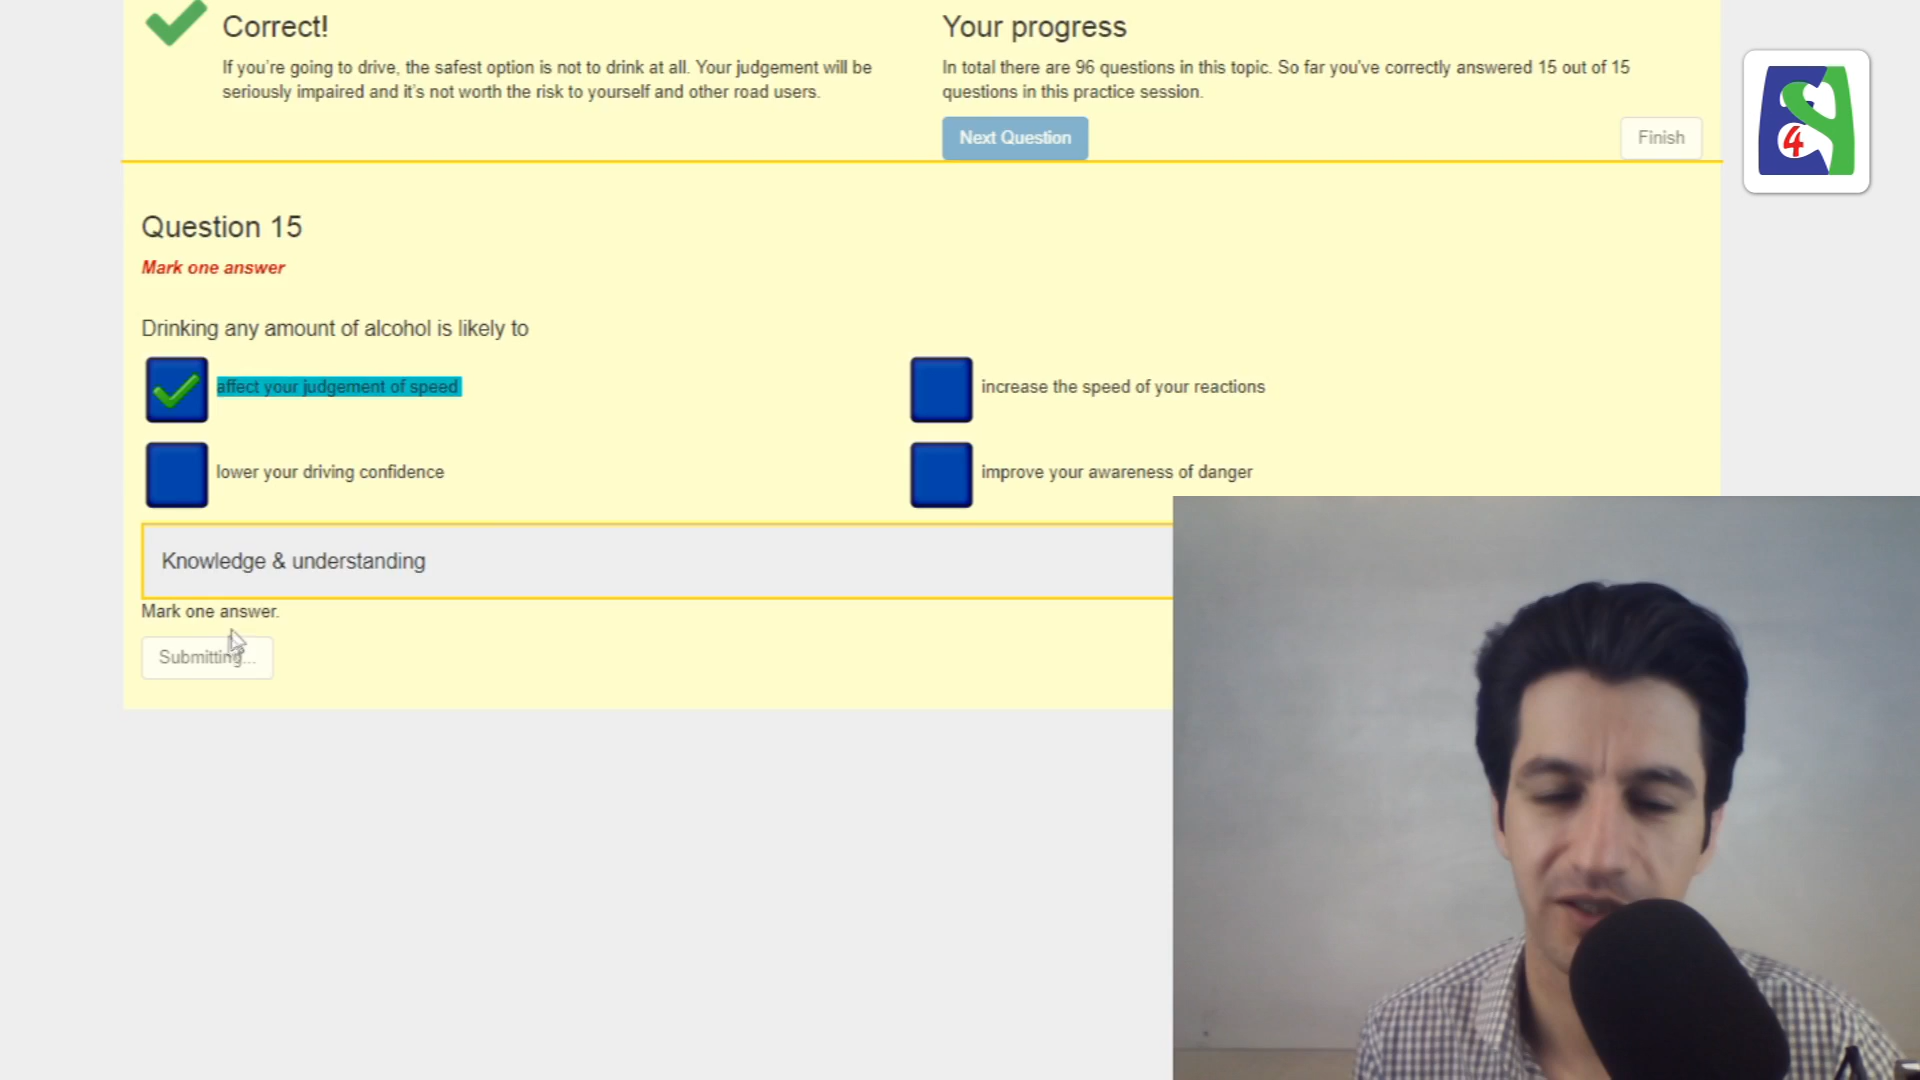 Correct!
If you're going to drive, the safest option is not to drink at all. Your judgement will be
seriously impaired and it's not worth the risk to yourself and other road users.
Your progress
In total there are 96 questions in this topic. So far you've correctly answered 15 out of 15
questions in this practice session.
Next Question
Finish
4
Question 15
Mark one answer
Drinking any amount of alcohol is likely to
affect your judgement of speed
increase the speed of your reactions
lower your driving confidence
improve your awareness of danger
Knowledge & understanding
Mark one answer.
Submitting...